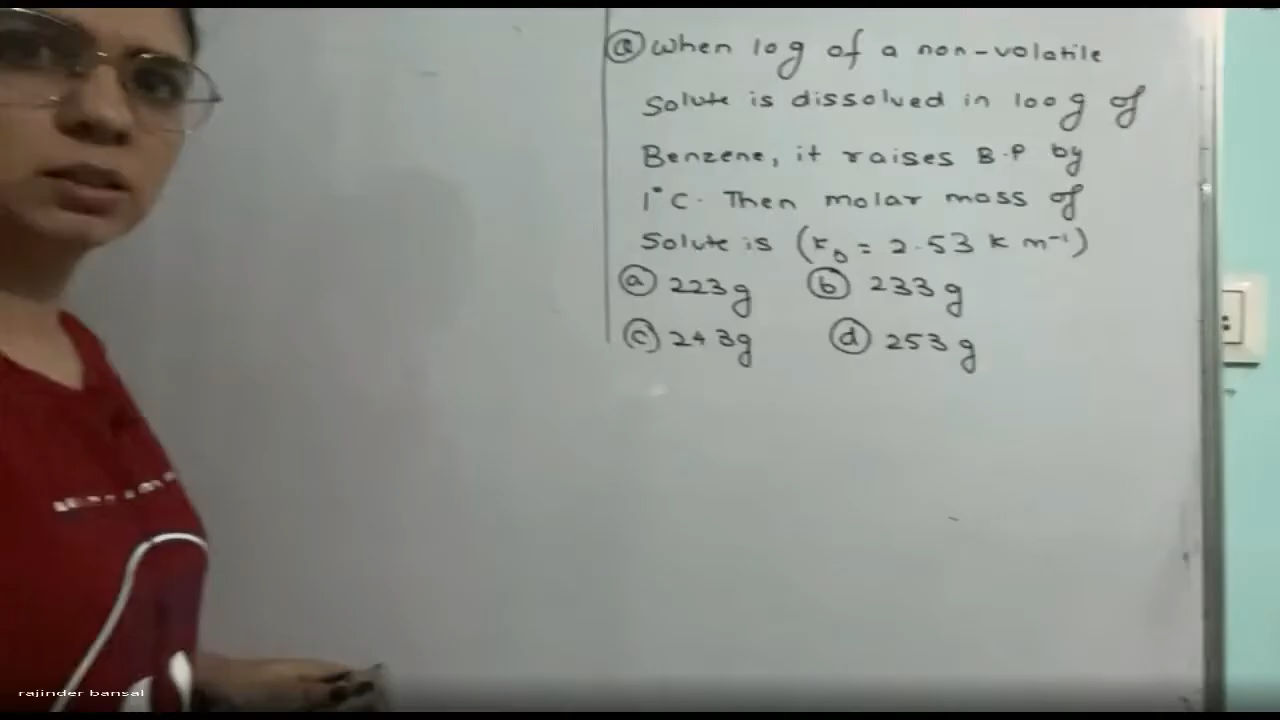 Q When 10g of a non-volatile
Solute is dissolved in 100g of
Benzene, it raises B.P by
1°C. Then molar mass of
Solute is (Kb = 2.53 K m⁻¹)
a 223g b 233g
c 243g d 253g
rajinder bansal